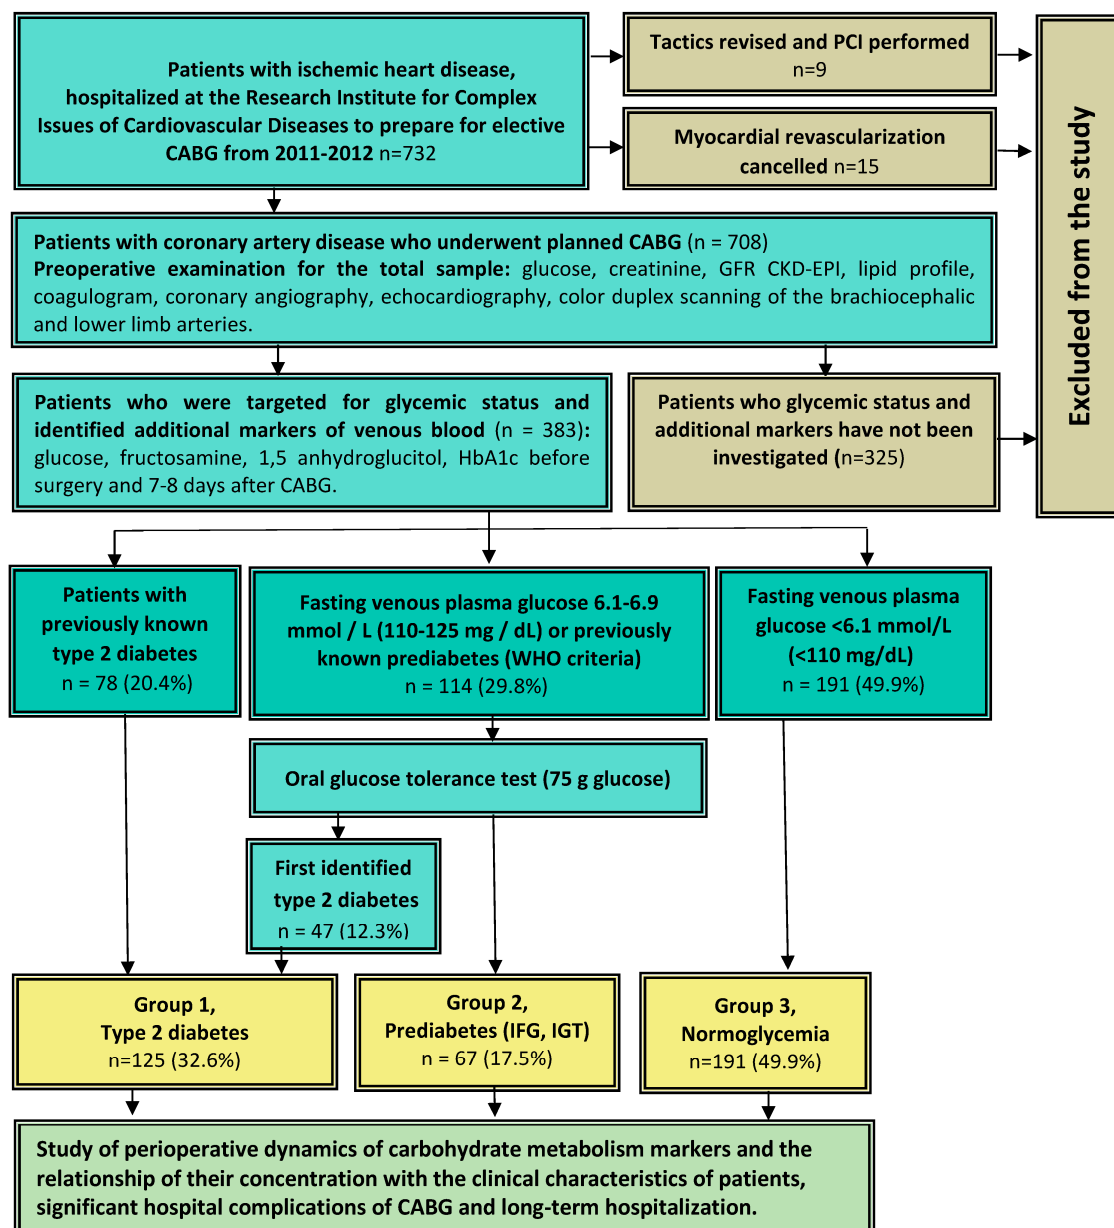 Patients with ischemic heart disease,
hospitalized at the Research Institute for Complex
Issues of Cardiovascular Diseases to prepare for elective
CABG from 2011-2012 n=732
Tactics revised and PCI performed
n=9
Myocardial revascularization
cancelled n=15
Excluded from the study
Patients with coronary artery disease who underwent planned CABG (n = 708)
Preoperative examination for the total sample: glucose, creatinine, GFR CKD-EPI, lipid profile,
coagulogram, coronary angiography, echocardiography, color duplex scanning of the brachiocephalic
and lower limb arteries.
Patients who were targeted for glycemic status and
identified additional markers of venous blood (n = 383):
glucose, fructosamine, 1,5 anhydroglucitol, HbA1c before
surgery and 7-8 days after CABG.
Patients who glycemic status and
additional markers have not been
investigated (n=325)
Patients with
previously known
type 2 diabetes
n = 78 (20.4%)
Fasting venous plasma glucose 6.1-6.9
mmol / L (110-125 mg / dL) or previously
known prediabetes (WHO criteria)
n = 114 (29.8%)
Fasting venous plasma
glucose <6.1 mmol/L
(<110 mg/dL)
n = 191 (49.9%)
Oral glucose tolerance test (75 g glucose)
First identified
type 2 diabetes
n = 47 (12.3%)
Group 1,
Type 2 diabetes
n=125 (32.6%)
Group 2,
Prediabetes (IFG, IGT)
n = 67 (17.5%)
Group 3,
Normoglycemia
n=191 (49.9%)
Study of perioperative dynamics of carbohydrate metabolism markers and the
relationship of their concentration with the clinical characteristics of patients,
significant hospital complications of CABG and long-term hospitalization.